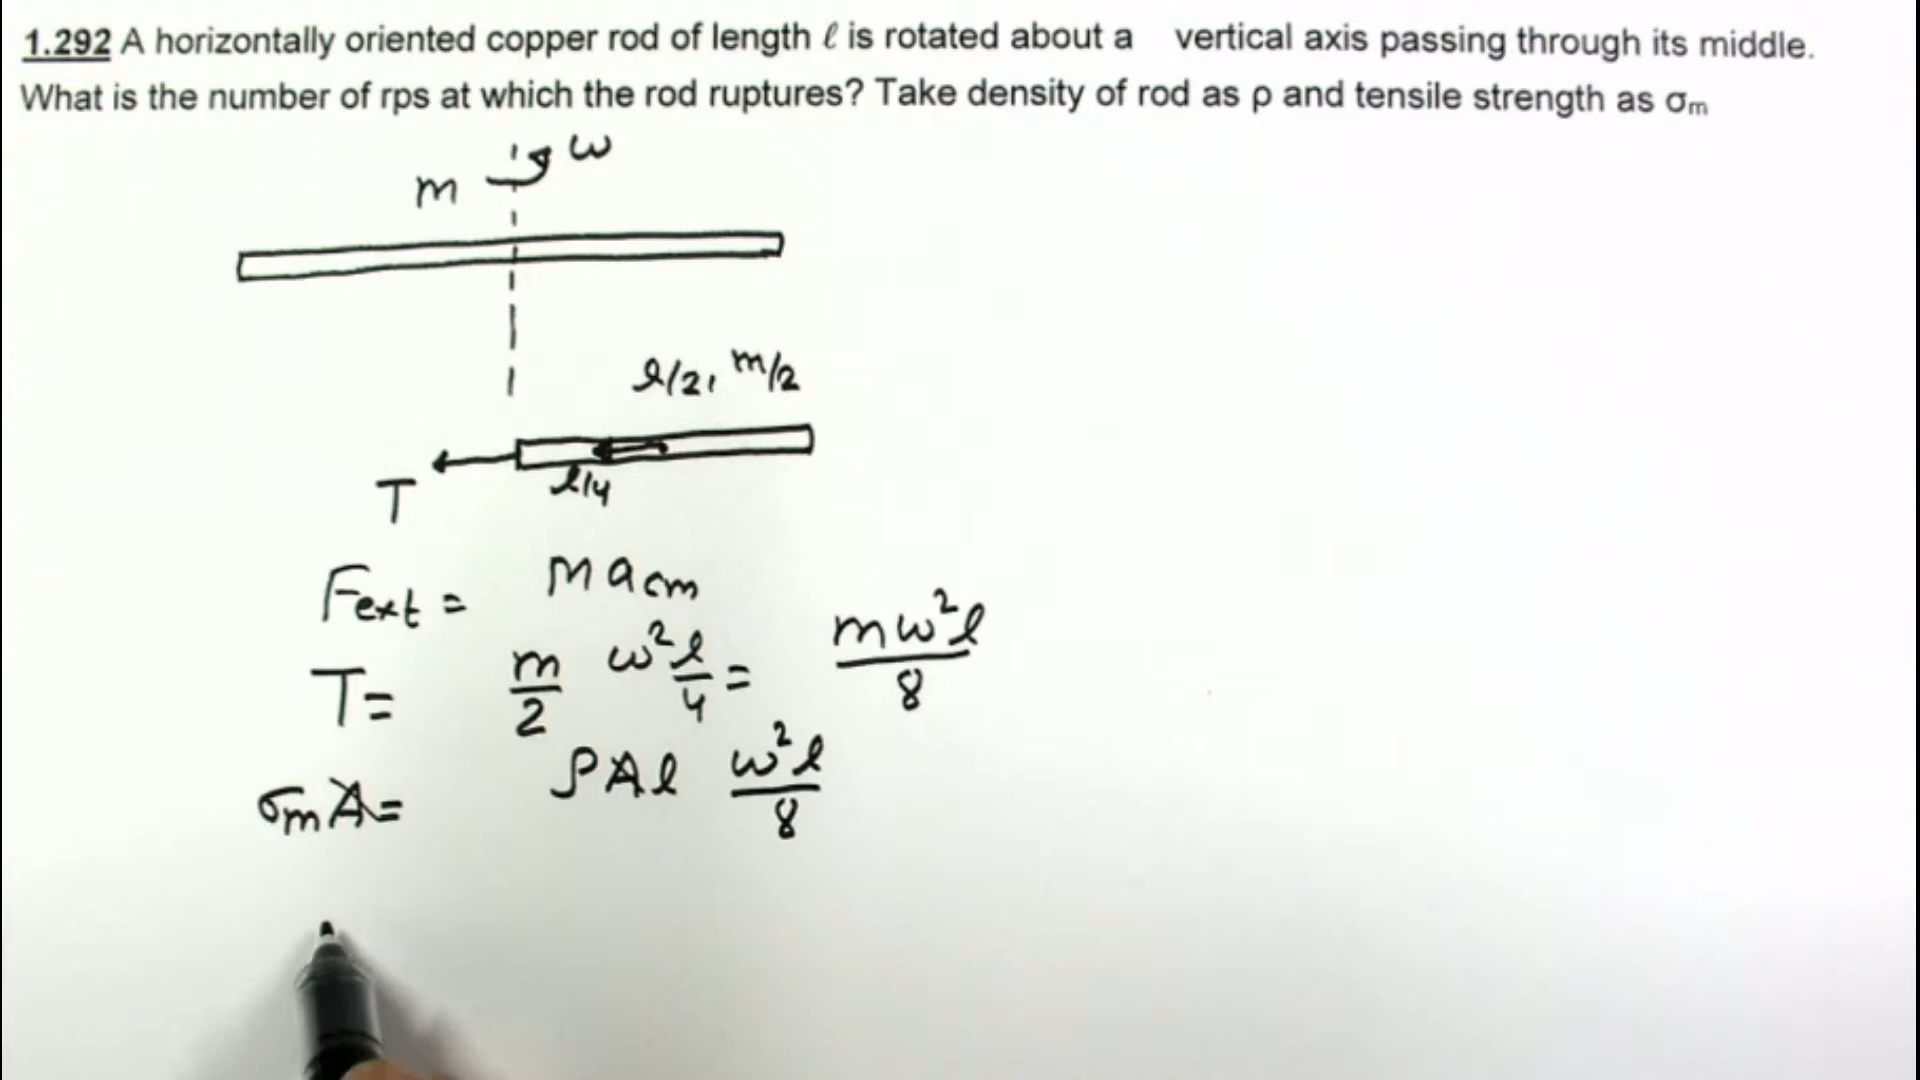 1.292 A horizontally oriented copper rod of length ℓ is rotated about a vertical axis passing through its middle.
What is the number of rps at which the rod ruptures? Take density of rod as ρ and tensile strength as σm
m ω
l/2, m/2
T l/4
Fext = m acm
T = m/2 ω²l/4 = mω²l/8
σm A = ρAl ω²l/8